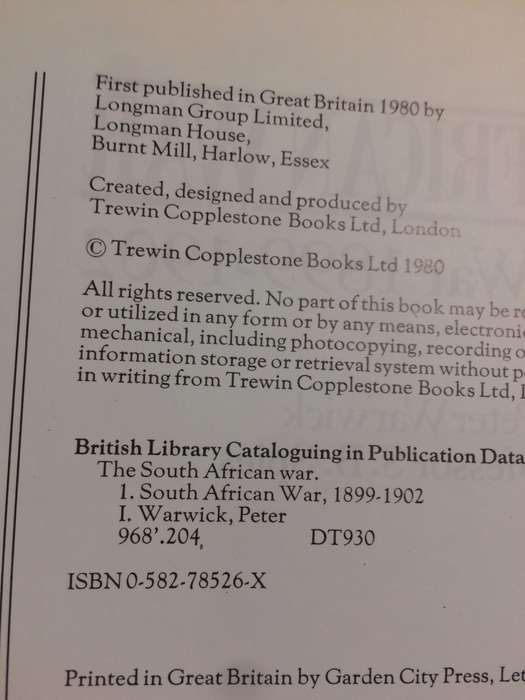 First published in Great Britain 1980 by
Longman Group Limited,
Longman House,
Burnt Mill, Harlow, Essex
Created, designed and produced by
Trewin Copplestone Books Ltd, London
© Trewin Copplestone Books Ltd 1980
All rights reserved. No part of this book may be
or utilized in any form or by any means,
mechanical, including photocopying, recording
information storage or retrieval system without
in writing from Trewin Copplestone Books Ltd,
British Library Cataloguing in Publication Data
The South African war.
1. South African War, 1899-1902
I. Warwick, Peter
968'.204, DT930
ISBN 0-582-78526-X
Printed in Great Britain by Garden City Press,